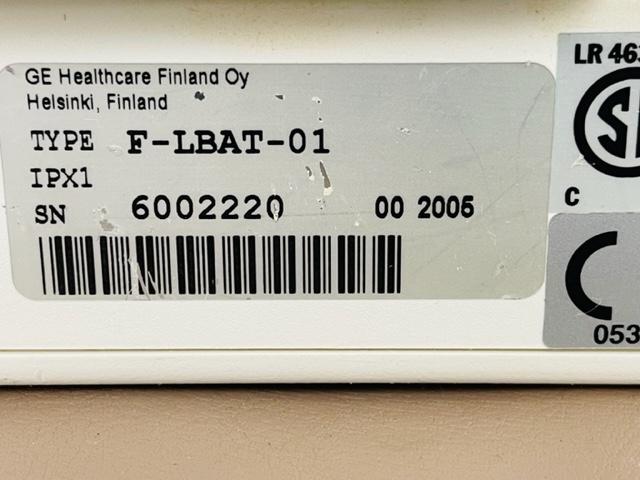 GE Healthcare Finland Oy
Helsinki, Finland
TYPE F-LBAT-01
IPX1
SN 6002220 00 2005
LR 463
C
053